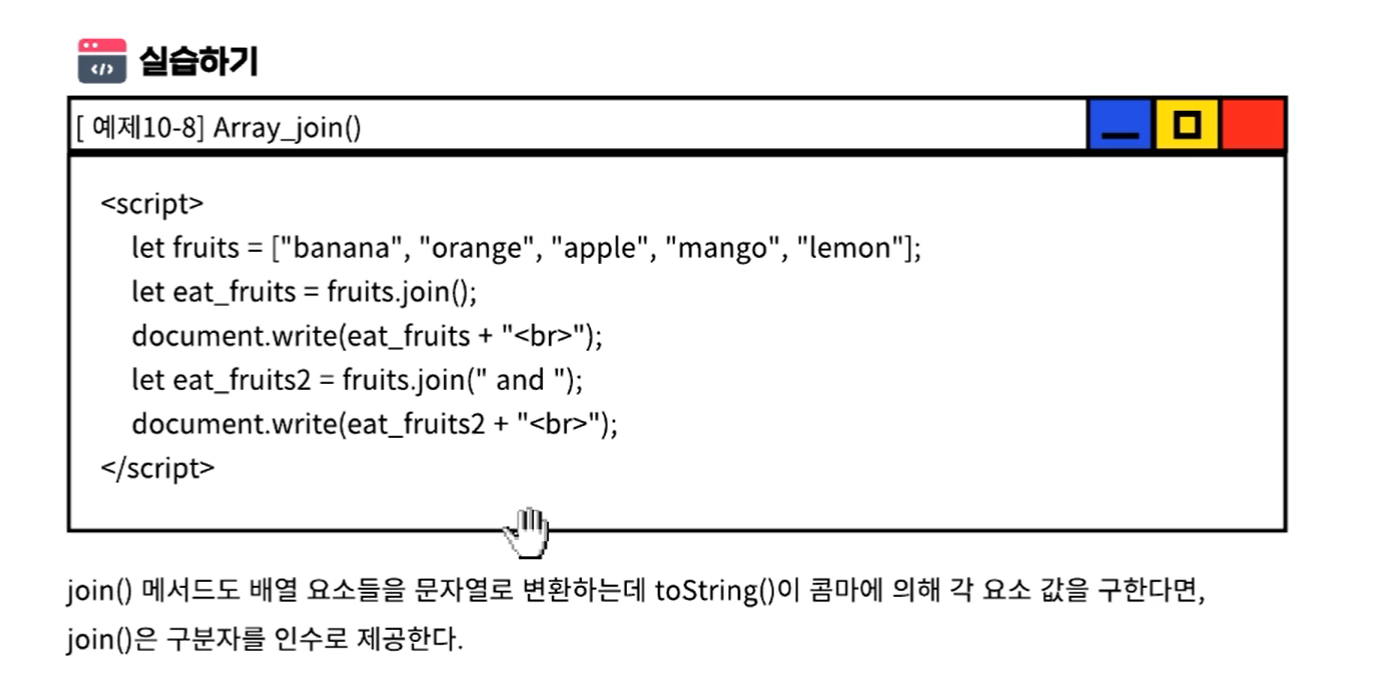 </>
실습하기
[ 예제10-8] Array_join()
<script>
let fruits = ["banana", "orange", "apple", "mango", "lemon"];
let eat_fruits = fruits.join();
document.write(eat_fruits + "<br>");
let eat_fruits2 = fruits.join(" and ");
document.write(eat_fruits2 + "<br>");
</script>
join() 메서드도 배열 요소들을 문자열로 변환하는데 toString()이 콤마에 의해 각 요소 값을 구한다면,
join()은 구분자를 인수로 제공한다.